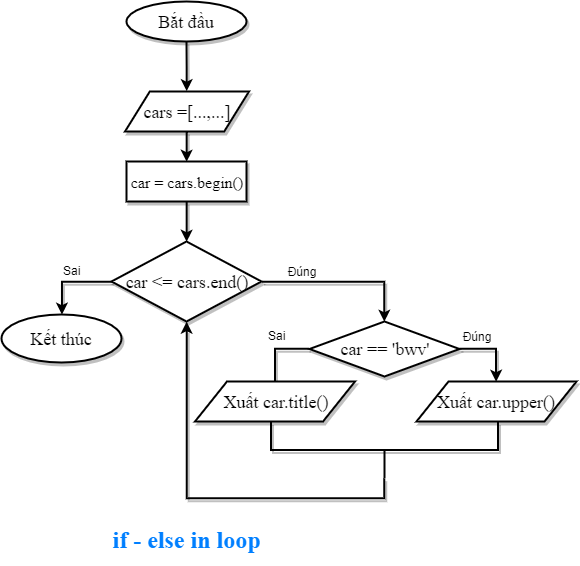 Bắt đầu
cars =[...,...]
car = cars.begin()
car <= cars.end()
Sai
Đúng
Kết thúc
car == 'bwv'
Sai
Đúng
Xuất car.title()
Xuất car.upper()
if - else in loop